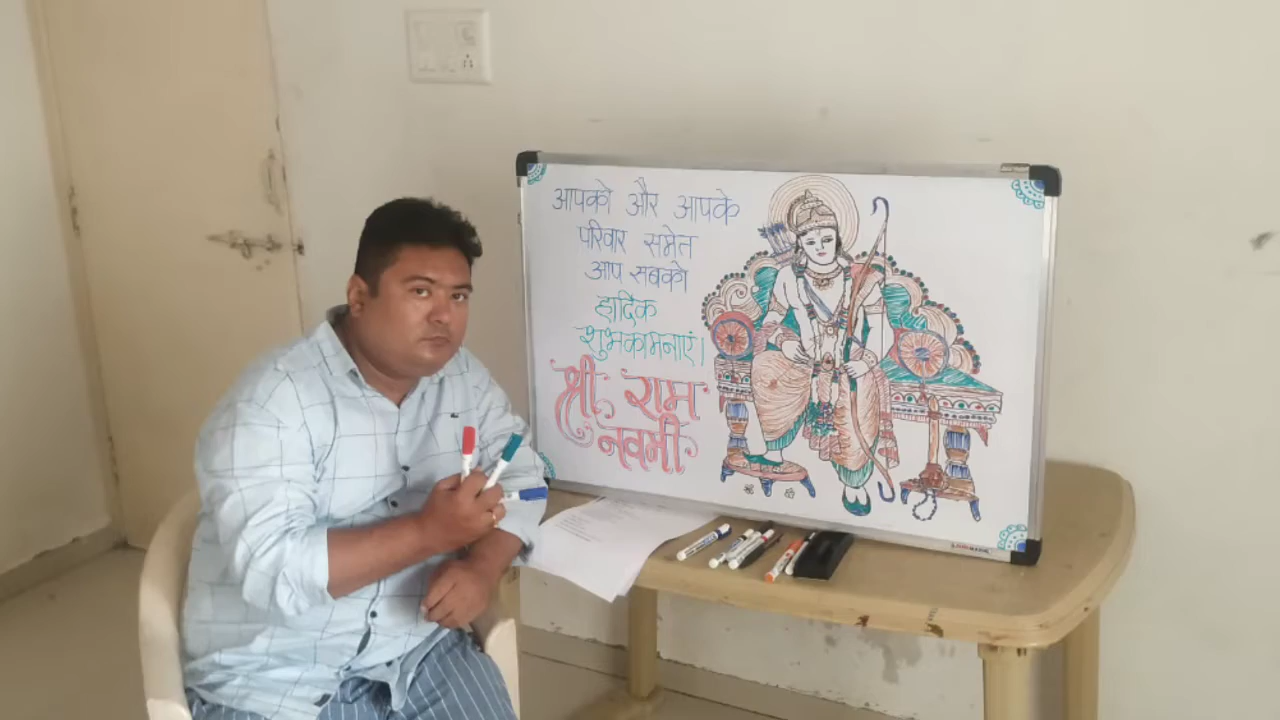 आपको और आपके
परिवार समेत
आप सबको
हार्दिक
शुभकामनाएं।
श्री राम
नवमी